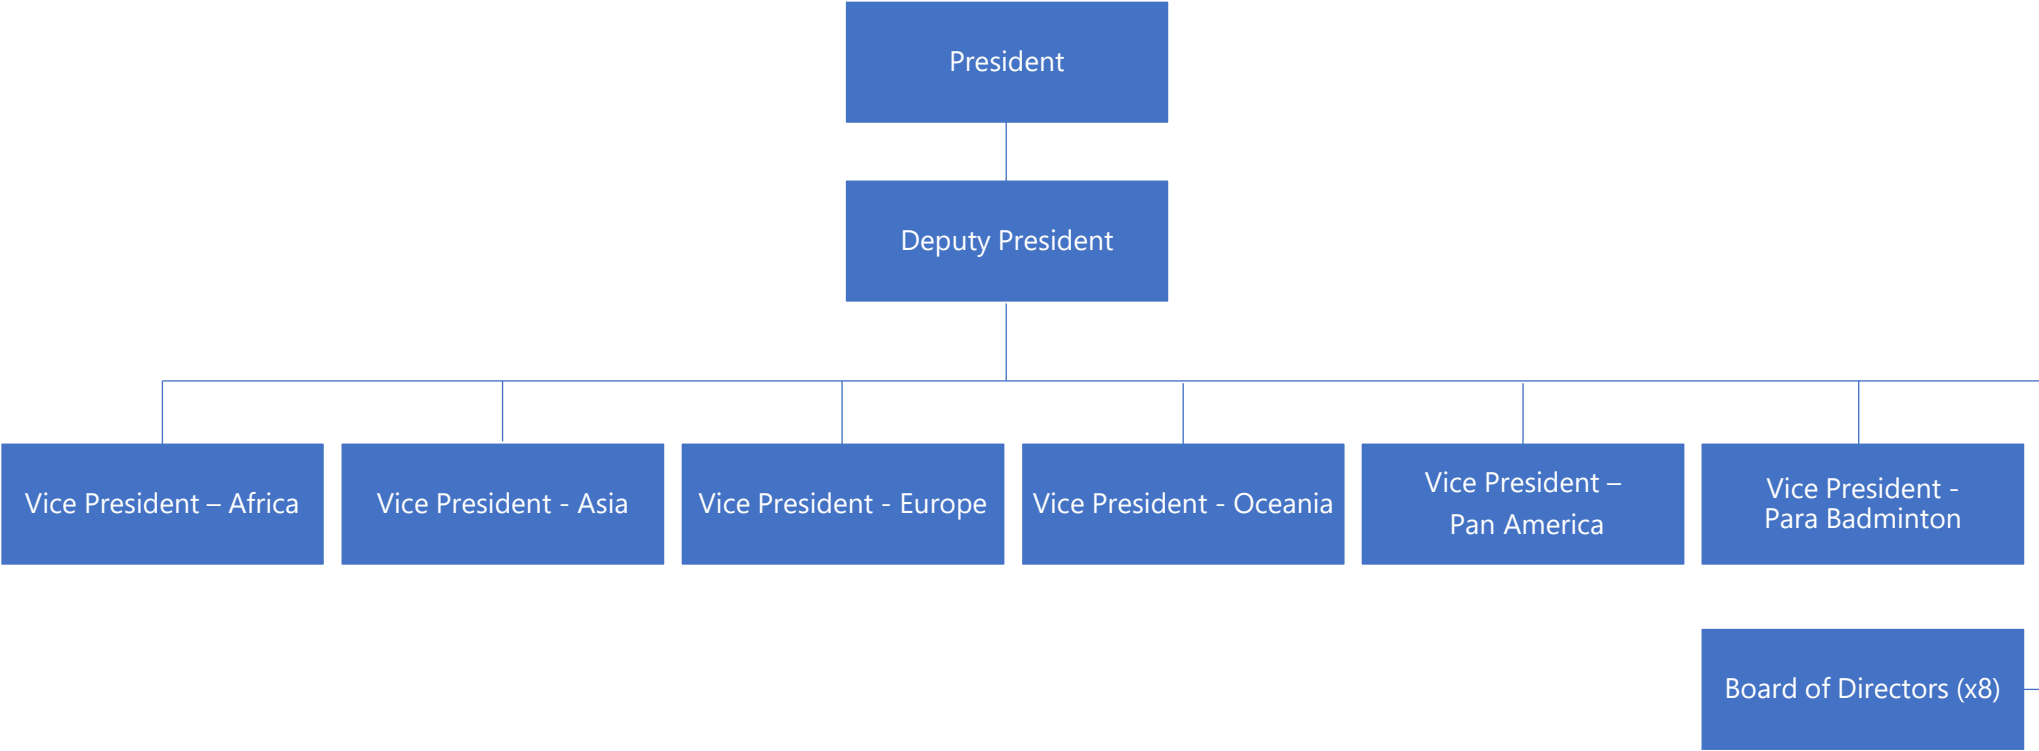 President
Deputy President
Vice President – Africa
Vice President - Asia
Vice President - Europe
Vice President - Oceania
Vice President –
Pan America
Vice President -
Para Badminton
Board of Directors (x8)